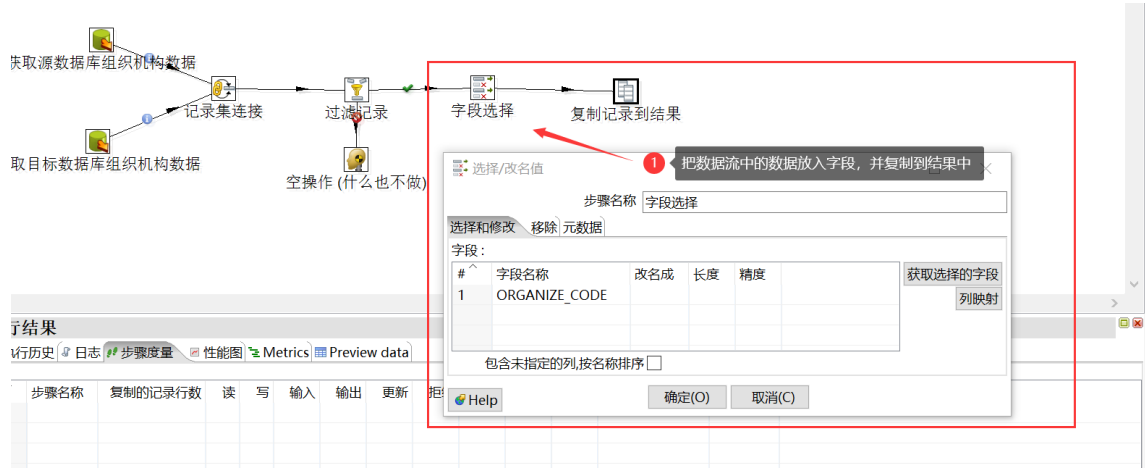 获取源数据库组织机构数据
记录集连接
过滤记录
字段选择
复制记录到结果
取目标数据库组织机构数据
空操作 (什么也不做)
1 把数据流中的数据放入字段，并复制到结果中
选择/改名值
步骤名称 字段选择
选择和修改 移除 元数据
字段 :
# 字段名称 改名成 长度 精度
1 ORGANIZE_CODE
获取选择的字段
列映射
包含未指定的列,按名称排序
Help 确定(O) 取消(C)
行结果
执行历史 日志 步骤度量 性能图 Metrics Preview data
步骤名称 复制的记录行数 读 写 输入 输出 更新 拒绝